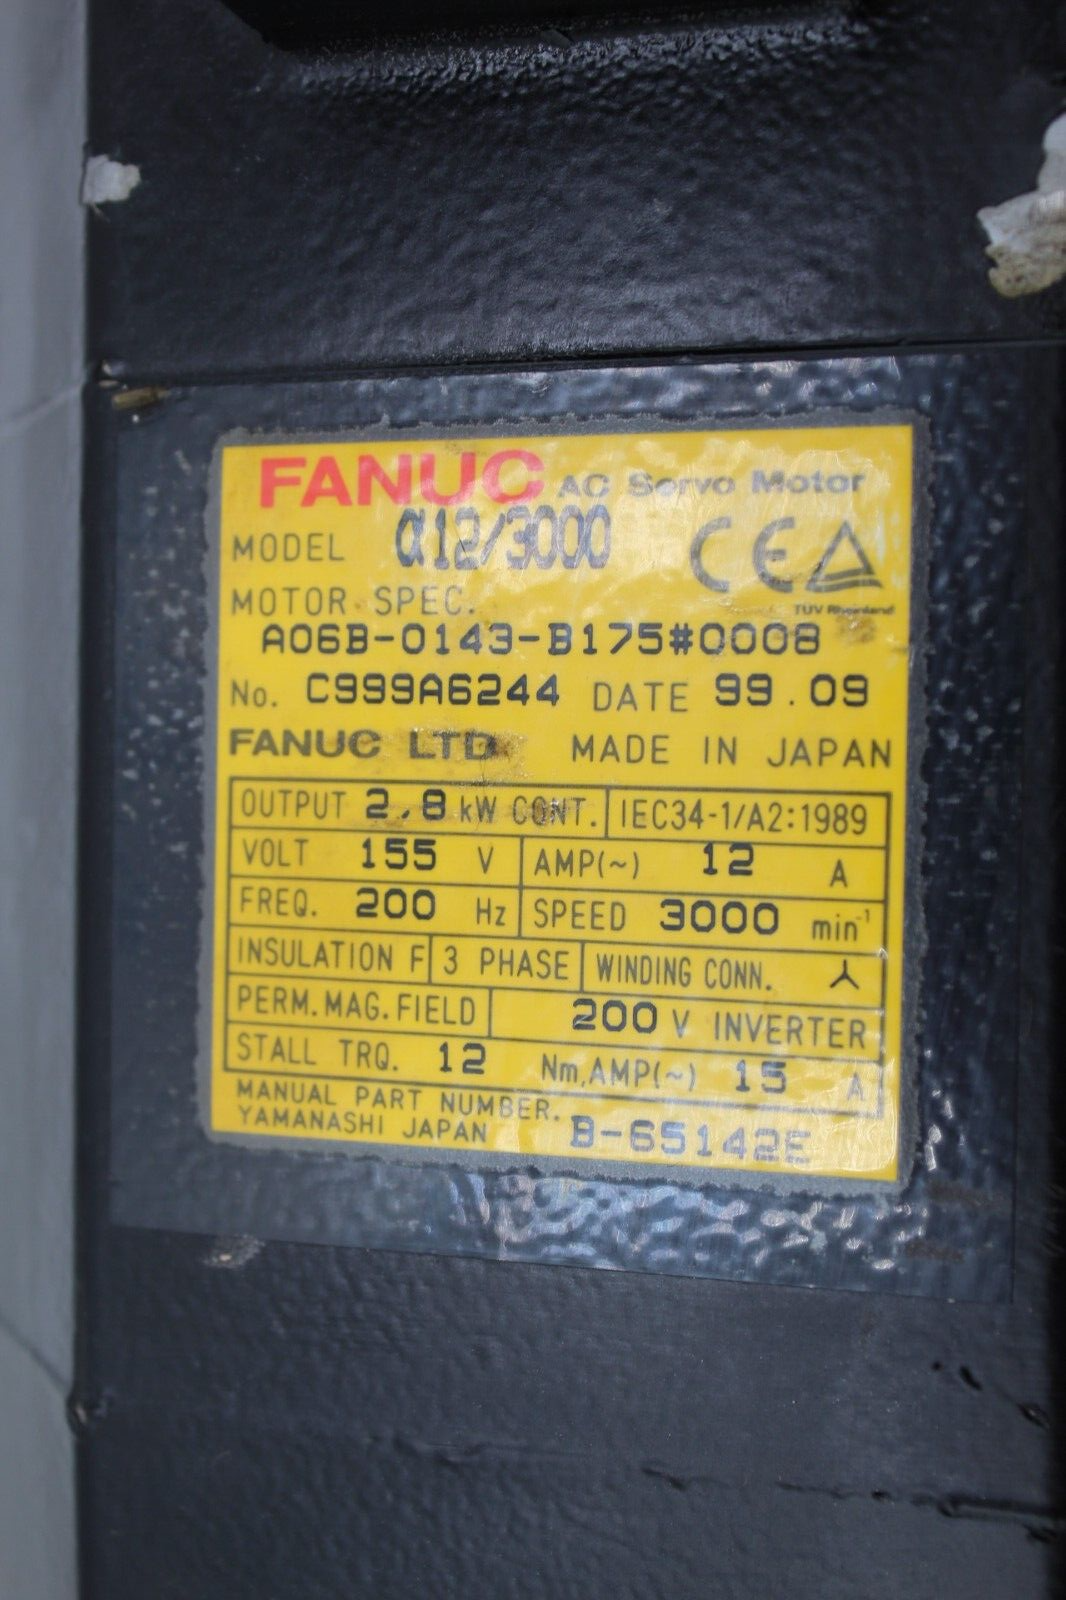 FANUC AC Servo Motor
MODEL α12/3000 CE
TÜV Rheinland
MOTOR SPEC.
A06B-0143-B175#0008
No. C999A6244 DATE 99.09
FANUC LTD MADE IN JAPAN
OUTPUT 2.8 kW CONT. IEC34-1/A2:1989
VOLT 155 V AMP(~) 12 A
FREQ. 200 Hz SPEED 3000 min⁻¹
INSULATION F 3 PHASE WINDING CONN. ⅄
PERM.MAG.FIELD 200 V INVERTER
STALL TRQ. 12 Nm,AMP(~) 15 A
MANUAL PART NUMBER. B-65142E
YAMANASHI JAPAN